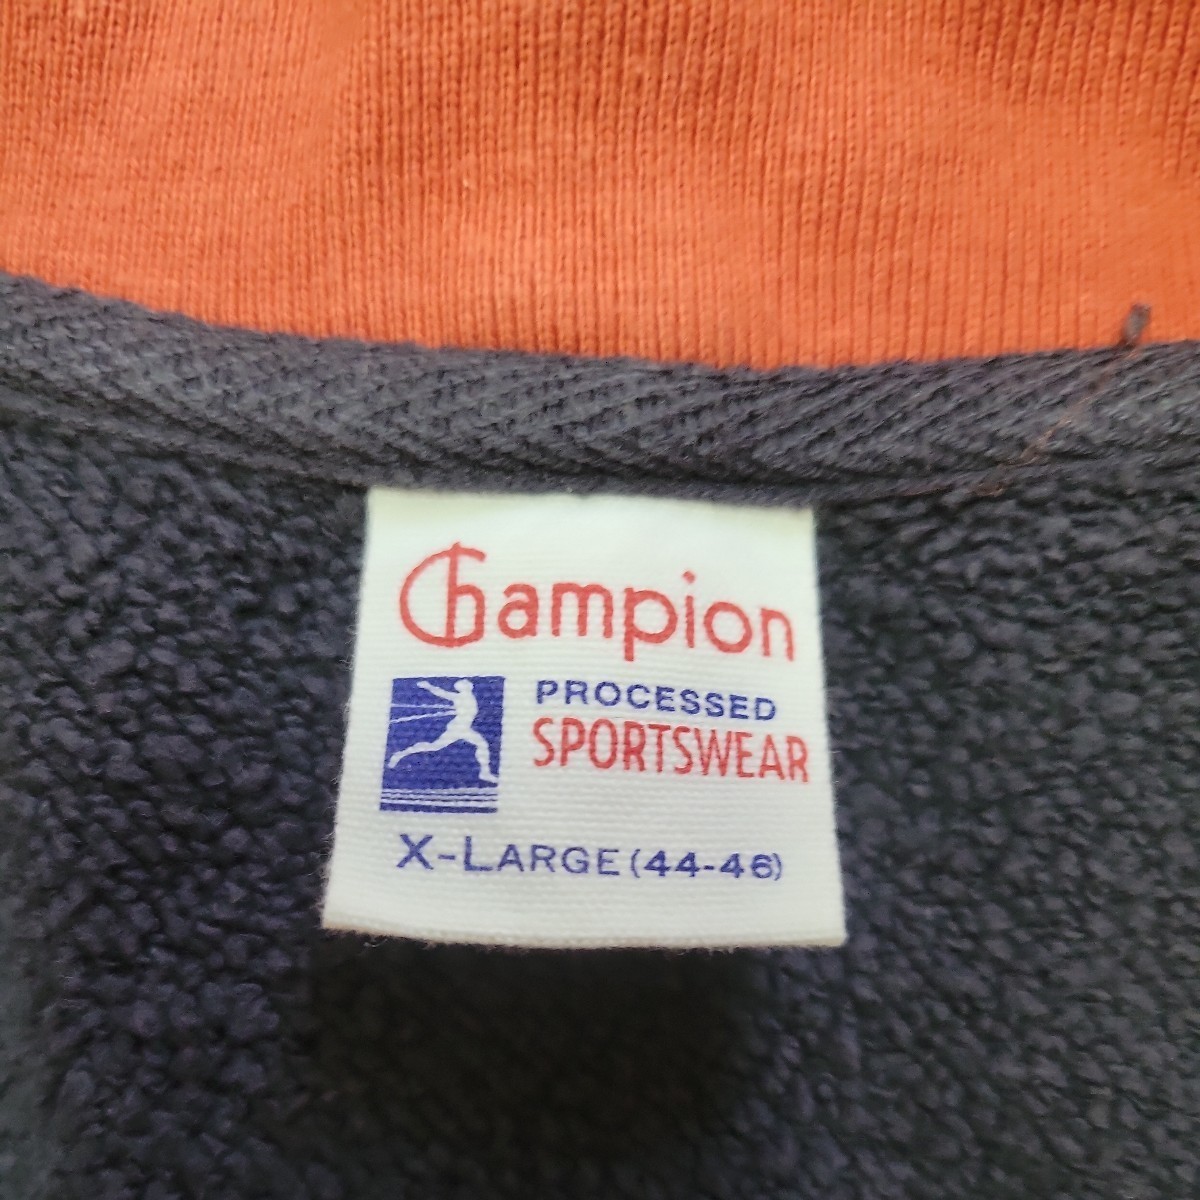 Champion
PROCESSED
SPORTSWEAR
X-LARGE (44-46)